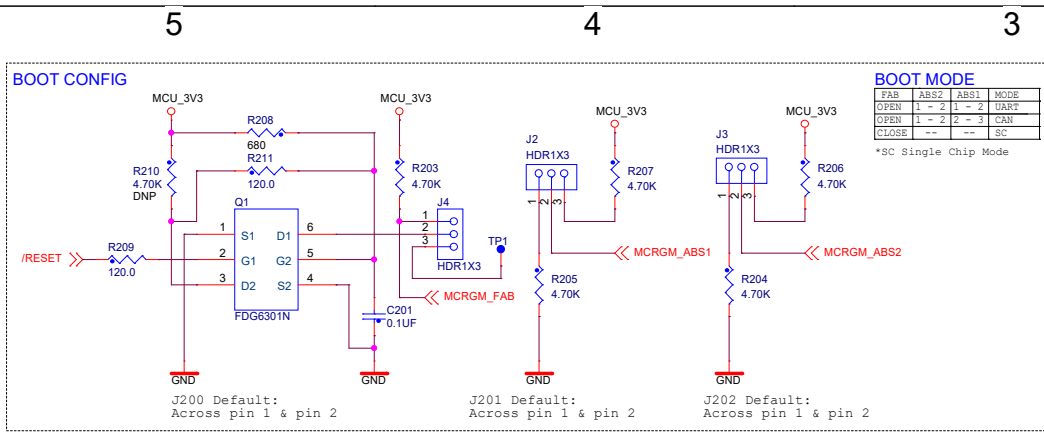 5
4
3
BOOT CONFIG
MCU_3V3
R208
680
R211
120.0
R210
4.70K
DNP
Q1
1
S1
D1
6
2
G1
G2
5
3
D2
S2
4
FDG6301N
/RESET
R209
120.0
GND
MCU_3V3
R203
4.70K
J4
1
2
3
HDR1X3
TP1
MCRGM_FAB
C201
0.1UF
GND
J200 Default:
Across pin 1 & pin 2
J2
HDR1X3
1
2
3
MCU_3V3
R207
4.70K
MCRGM_ABS1
R205
4.70K
GND
J201 Default:
Across pin 1 & pin 2
J3
HDR1X3
1
2
3
MCU_3V3
R206
4.70K
MCRGM_ABS2
R204
4.70K
GND
J202 Default:
Across pin 1 & pin 2
BOOT MODE
FAB ABS2 ABS1 MODE
OPEN 1 - 2 1 - 2 UART
OPEN 1 - 2 2 - 3 CAN
CLOSE -- -- SC
*SC Single Chip Mode